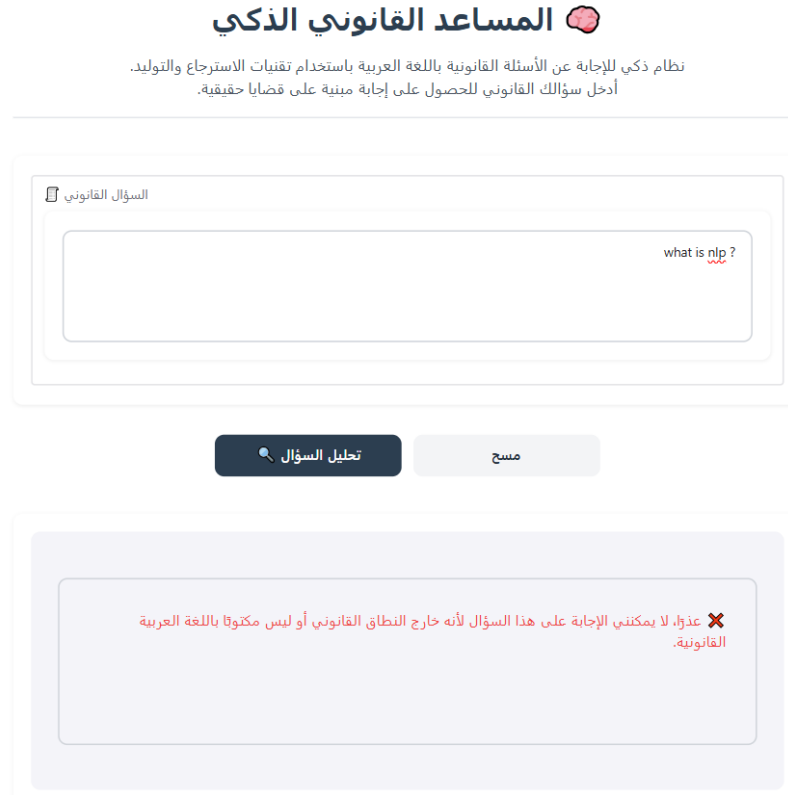 🧠 المساعد القانوني الذكي
نظام ذكي للإجابة عن الأسئلة القانونية باللغة العربية باستخدام تقنيات الاسترجاع والتوليد.
أدخل سؤالك القانوني للحصول على إجابة مبنية على قضايا حقيقية.
السؤال القانوني 📜
what is nlp ?
مسح
تحليل السؤال 🔍
❌ عذرًا، لا يمكنني الإجابة على هذا السؤال لأنه خارج النطاق القانوني أو ليس مكتوبًا باللغة العربية
القانونية.